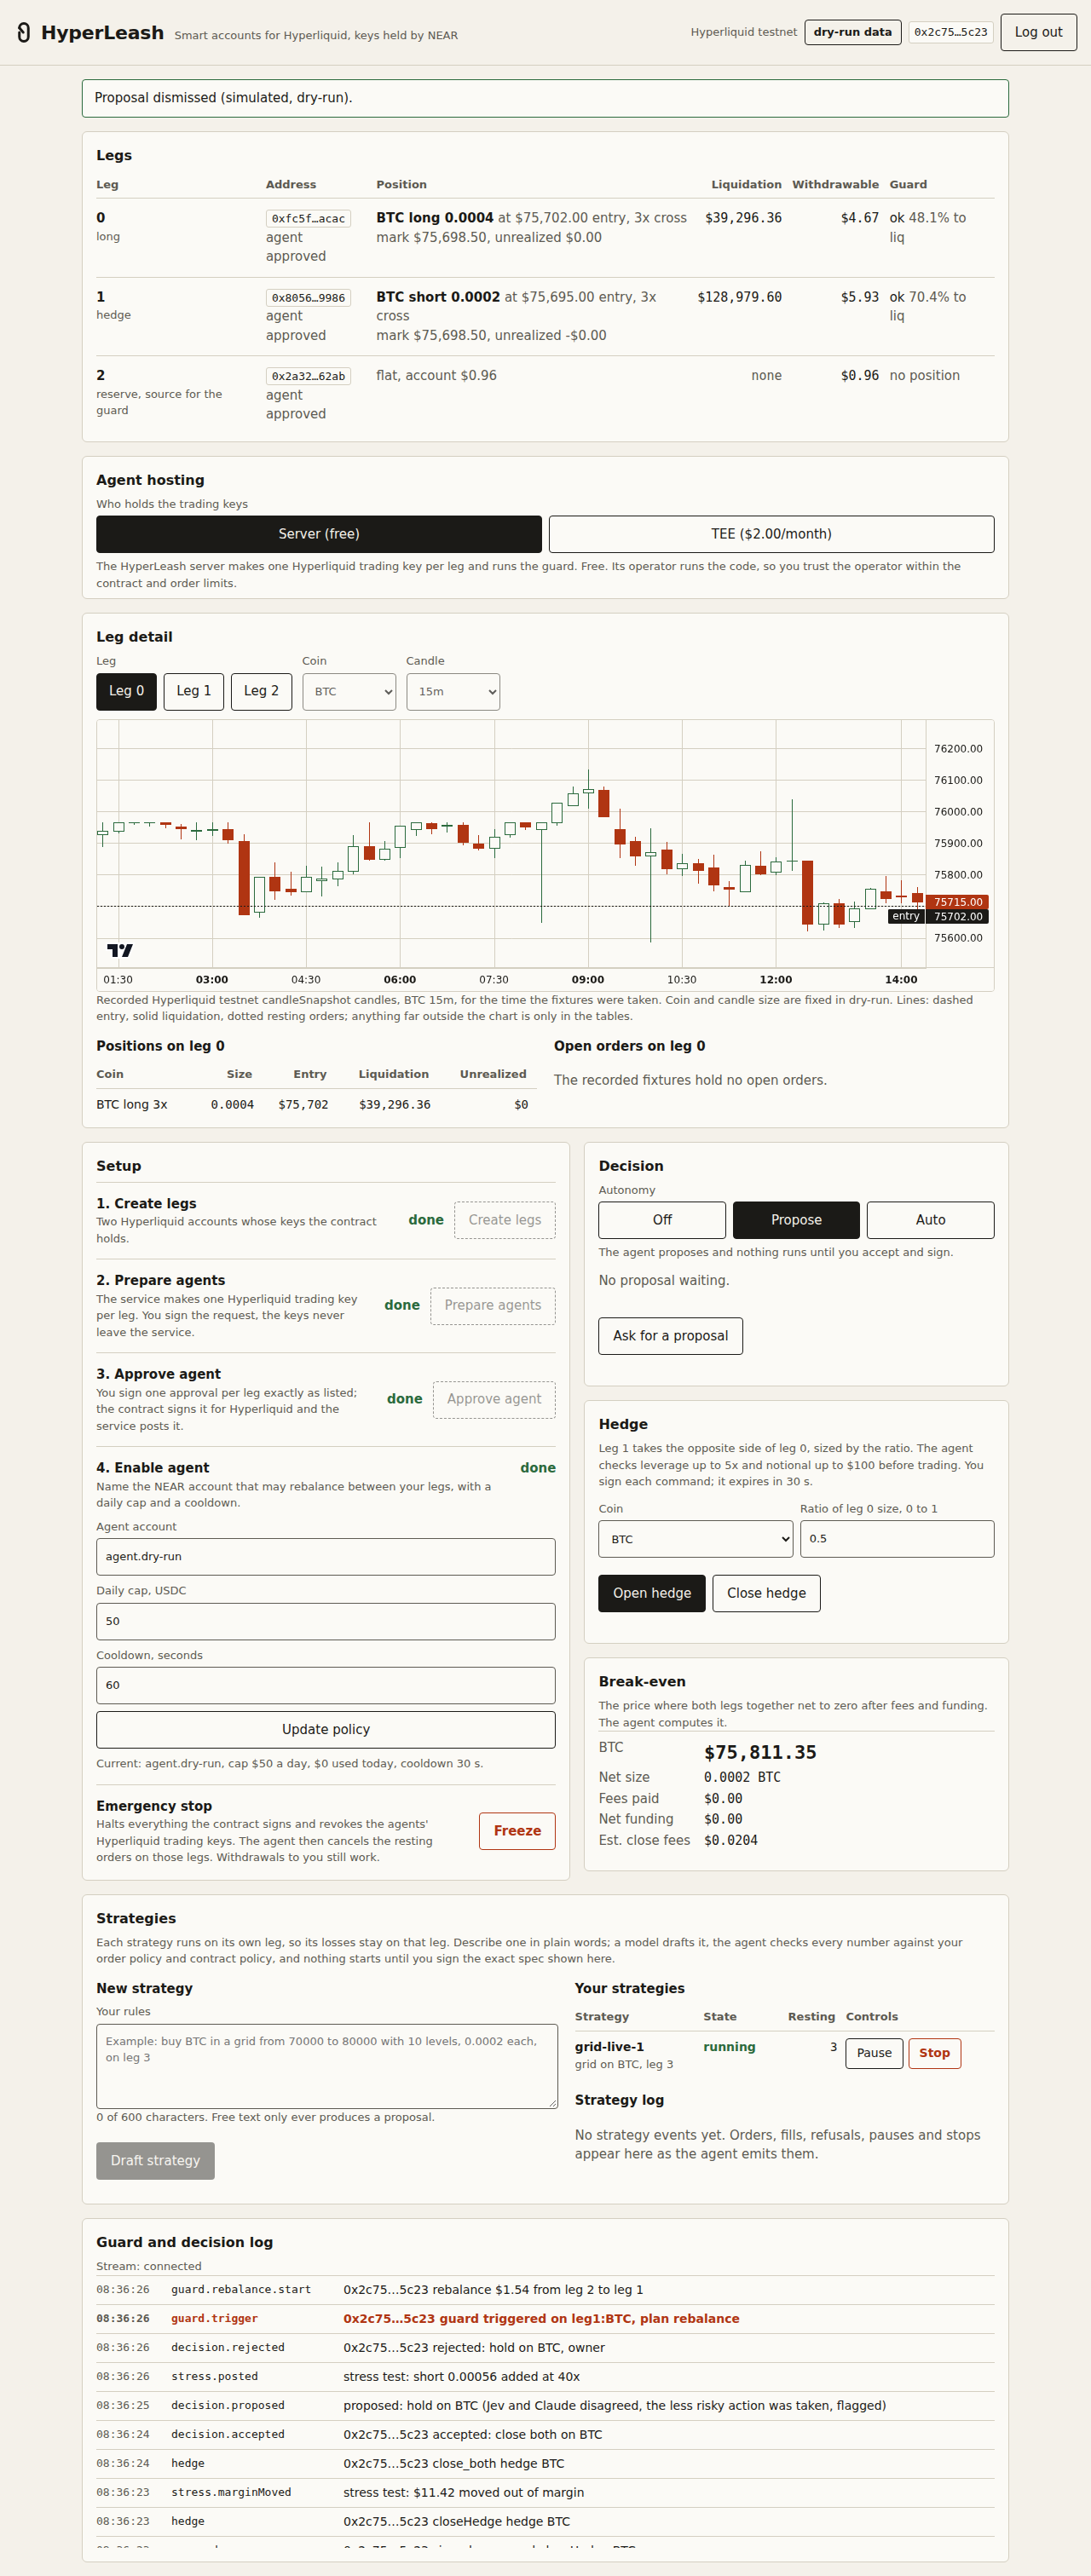 HyperLeash Smart accounts for Hyperliquid, keys held by NEAR
Hyperliquid testnet dry-run data 0x2c75…5c23 Log out
Proposal dismissed (simulated, dry-run).
Legs
Leg Address Position Liquidation Withdrawable Guard
0
long
0xfc5f…acac
agent
approved
BTC long 0.0004 at $75,702.00 entry, 3x cross
mark $75,698.50, unrealized $0.00
$39,296.36
$4.67
ok 48.1% to
liq
1
hedge
0x8056…9986
agent
approved
BTC short 0.0002 at $75,695.00 entry, 3x
cross
mark $75,698.50, unrealized -$0.00
$128,979.60
$5.93
ok 70.4% to
liq
2
reserve, source for the
guard
0x2a32…62ab
agent
approved
flat, account $0.96
none
$0.96
no position
Agent hosting
Who holds the trading keys
Server (free)
TEE ($2.00/month)
The HyperLeash server makes one Hyperliquid trading key per leg and runs the guard. Free. Its operator runs the code, so you trust the operator within the
contract and order limits.
Leg detail
Leg Coin Candle
Leg 0 Leg 1 Leg 2 BTC 15m
76200.00
76100.00
76000.00
75900.00
75800.00
75715.00
entry 75702.00
75600.00
01:30 03:00 04:30 06:00 07:30 09:00 10:30 12:00 14:00
Recorded Hyperliquid testnet candleSnapshot candles, BTC 15m, for the time the fixtures were taken. Coin and candle size are fixed in dry-run. Lines: dashed
entry, solid liquidation, dotted resting orders; anything far outside the chart is only in the tables.
Positions on leg 0
Coin Size Entry Liquidation Unrealized
BTC long 3x 0.0004 $75,702 $39,296.36 $0
Open orders on leg 0
The recorded fixtures hold no open orders.
Setup
1. Create legs
Two Hyperliquid accounts whose keys the contract
holds.
done Create legs
2. Prepare agents
The service makes one Hyperliquid trading key
per leg. You sign the request, the keys never
leave the service.
done Prepare agents
3. Approve agent
You sign one approval per leg exactly as listed;
the contract signs it for Hyperliquid and the
service posts it.
done Approve agent
4. Enable agent
done
Name the NEAR account that may rebalance between your legs, with a
daily cap and a cooldown.
Agent account
agent.dry-run
Daily cap, USDC
50
Cooldown, seconds
60
Update policy
Current: agent.dry-run, cap $50 a day, $0 used today, cooldown 30 s.
Emergency stop
Halts everything the contract signs and revokes the agents'
Hyperliquid trading keys. The agent then cancels the resting
orders on those legs. Withdrawals to you still work.
Freeze
Decision
Autonomy
Off Propose Auto
The agent proposes and nothing runs until you accept and sign.
No proposal waiting.
Ask for a proposal
Hedge
Leg 1 takes the opposite side of leg 0, sized by the ratio. The agent
checks leverage up to 5x and notional up to $100 before trading. You
sign each command; it expires in 30 s.
Coin Ratio of leg 0 size, 0 to 1
BTC 0.5
Open hedge Close hedge
Break-even
The price where both legs together net to zero after fees and funding.
The agent computes it.
BTC $75,811.35
Net size 0.0002 BTC
Fees paid $0.00
Net funding $0.00
Est. close fees $0.0204
Strategies
Each strategy runs on its own leg, so its losses stay on that leg. Describe one in plain words; a model drafts it, the agent checks every number against your
order policy and contract policy, and nothing starts until you sign the exact spec shown here.
New strategy
Your rules
Example: buy BTC in a grid from 70000 to 80000 with 10 levels, 0.0002 each,
on leg 3
0 of 600 characters. Free text only ever produces a proposal.
Draft strategy
Your strategies
Strategy State Resting Controls
grid-live-1 running 3 Pause Stop
grid on BTC, leg 3
Strategy log
No strategy events yet. Orders, fills, refusals, pauses and stops
appear here as the agent emits them.
Guard and decision log
Stream: connected
08:36:26 guard.rebalance.start 0x2c75…5c23 rebalance $1.54 from leg 2 to leg 1
08:36:26 guard.trigger 0x2c75…5c23 guard triggered on leg1:BTC, plan rebalance
08:36:26 decision.rejected 0x2c75…5c23 rejected: hold on BTC, owner
08:36:26 stress.posted stress test: short 0.00056 added at 40x
08:36:25 decision.proposed proposed: hold on BTC (Jev and Claude disagreed, the less risky action was taken, flagged)
08:36:24 decision.accepted 0x2c75…5c23 accepted: close both on BTC
08:36:24 hedge 0x2c75…5c23 close_both hedge BTC
08:36:23 stress.marginMoved stress test: $11.42 moved out of margin
08:36:23 hedge 0x2c75…5c23 closeHedge hedge BTC